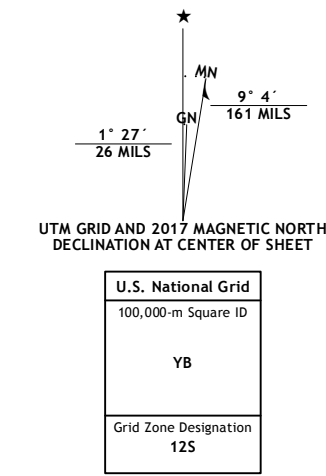 ★
MN
GN
9° 4´
161 MILS
1° 27´
26 MILS
UTM GRID AND 2017 MAGNETIC NORTH
DECLINATION AT CENTER OF SHEET
U.S. National Grid
100,000-m Square ID
YB
Grid Zone Designation
12S